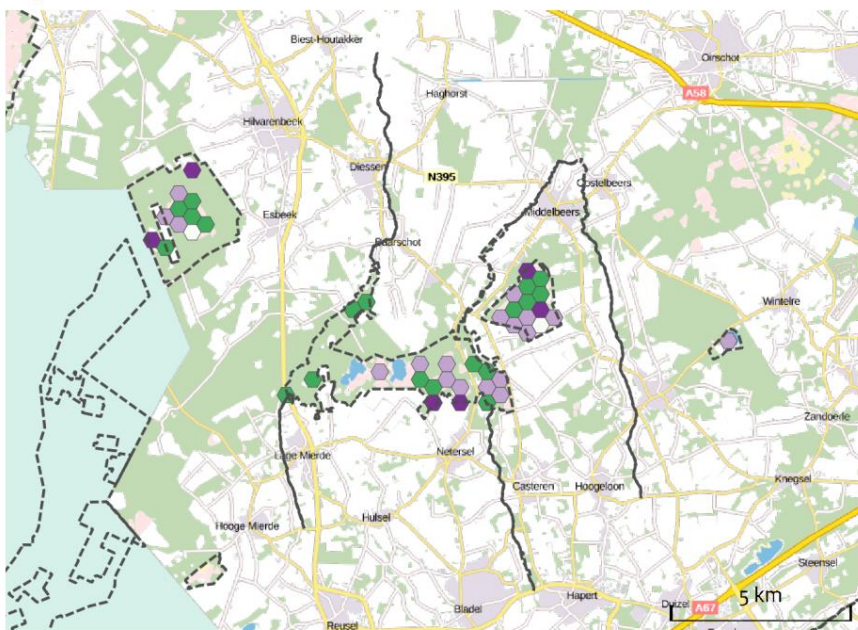 Biest-Houtakker
Oirschot
A58
Haghorst
Hilvarenbeek
Diessen
N395
Oostelbeers
Middelbeers
Esbeek
Baarschot
Wintelre
Zandoerle
Lage Mierde
Netersel
Casteren
Hoogeloon
Knegsel
Hooge Mierde
Hulsel
Steensel
5 km
Bladel
Hapert
Duizel
A67
Reusel